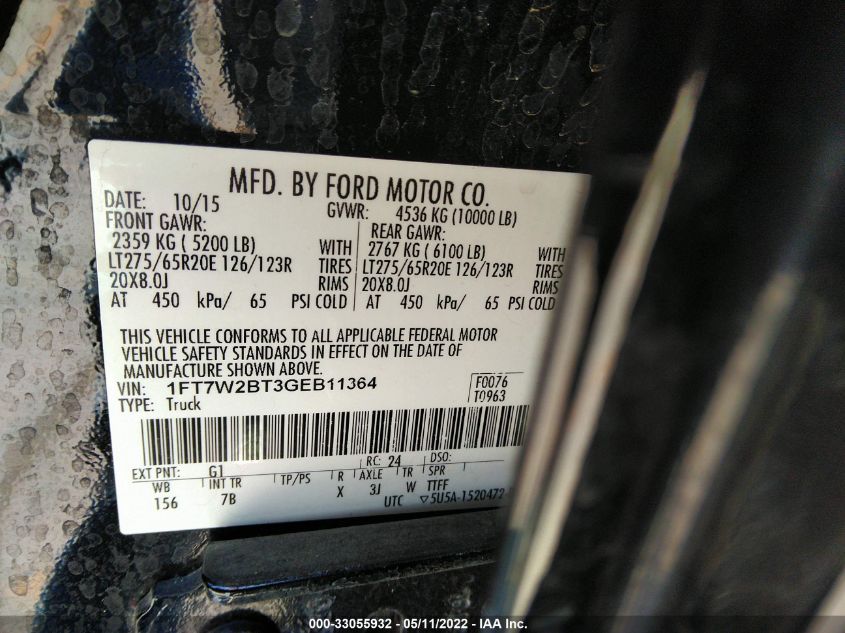 MFD. BY FORD MOTOR CO.
DATE: 10/15 GVWR: 4536 KG (10000 LB)
FRONT GAWR: REAR GAWR:
2359 KG ( 5200 LB) WITH 2767 KG ( 6100 LB) WITH
LT275/65R20E 126/123R TIRES LT275/65R20E 126/123R TIRES
20X8.0J RIMS 20X8.0J RIMS
AT 450 kPa/ 65 PSI COLD AT 450 kPa/ 65 PSI COLD
THIS VEHICLE CONFORMS TO ALL APPLICABLE FEDERAL MOTOR
VEHICLE SAFETY STANDARDS IN EFFECT ON THE DATE OF
MANUFACTURE SHOWN ABOVE.
VIN: 1FT7W2BT3GEB11364 F0076
TYPE: Truck T0963
EXT PNT: G1 RC: 24 DSO:
WB INT TR TP/PS R AXLE TR SPR
156 7B X 3J W TTFF
UTC ▽5U5A-1520472-
000-33055932 - 05/11/2022 - IAA Inc.